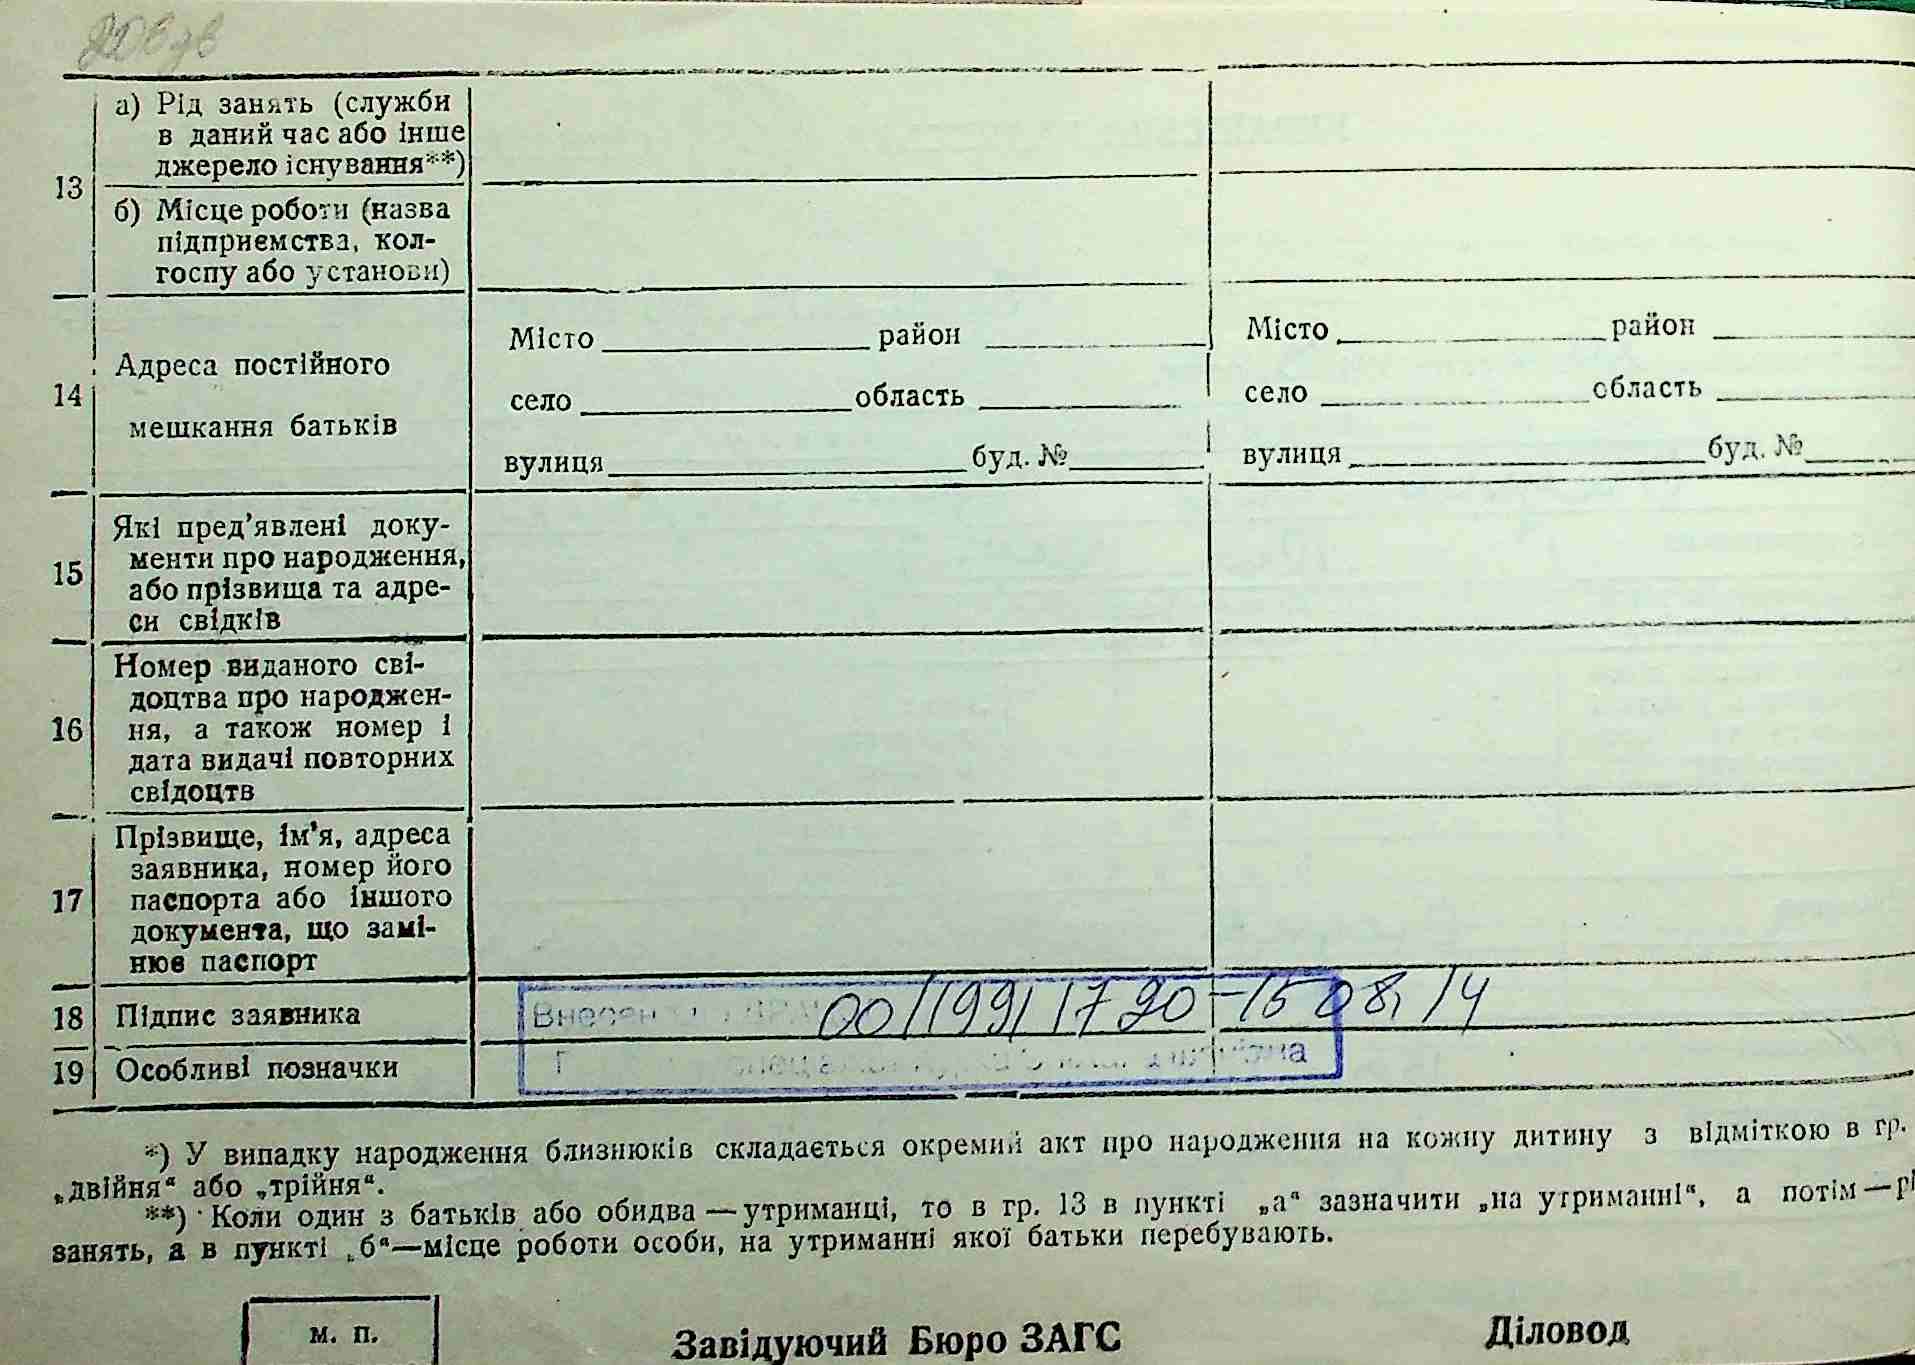 13
а) Рід занять (служби
в даний час або інше
джерело існування**)
б) Місце роботи (назва
підприємства, кол-
госпу або установи)
14
Адреса постійного
мешкання батьків
Місто район
село область
вулиця буд. №
Місто район
село область
вулиця буд. №
15
Які пред'явлені доку-
менти про народження,
або прізвища та адре-
си свідків
16
Номер виданого сві-
доцтва про народжен-
ня, а також номер і
дата видачі повторних
свідоцтв
17
Прізвище, ім'я, адреса
заявника, номер його
паспорта або іншого
документа, що замі-
нює паспорт
18 Підпис заявника
00119911790-15.08.14
19 Особливі позначки
*) У випадку народження близнюків складається окремий акт про народження на кожну дитину з відміткою в гр.
„двійня“ або „трійня“.
**) Коли один з батьків або обидва—утриманці, то в гр. 13 в пункті „а“ зазначити „на утриманні“, а потім—рі
занять, а в пункті „б“—місце роботи особи, на утриманні якої батьки перебувають.
м. п.
Завідуючий Бюро ЗАГС
Діловод